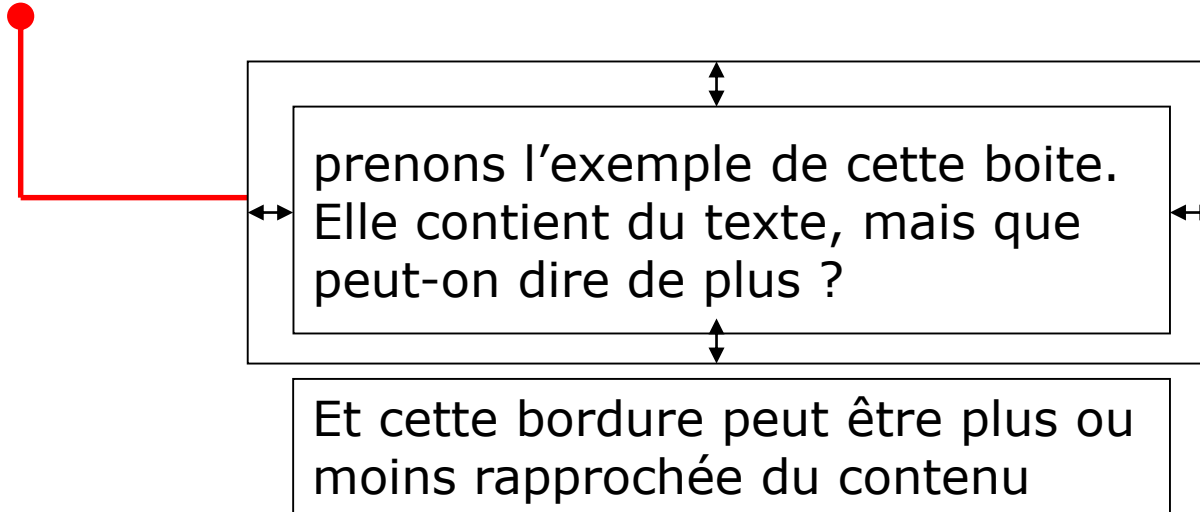 prenons l’exemple de cette boite.
Elle contient du texte, mais que
peut-on dire de plus ?
Et cette bordure peut être plus ou
moins rapprochée du contenu